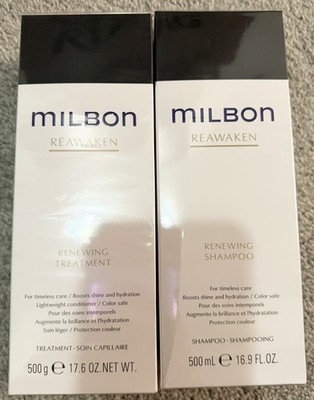 MILBON
REAWAKEN
RENEWING
TREATMENT
For timeless care / Boosts shine and hydration
Lightweight conditioner / Color safe
Pour des soins intemporels
Augmente la brillance et l'hydratation
Soin léger / Protection couleur
TREATMENT・SOIN CAPILLAIRE
500 g ℮ 17.6 OZ.NET WT.
MILBON
REAWAKEN
RENEWING
SHAMPOO
For timeless care
Boosts shine and hydration / Color safe
Pour des soins intemporels
Augmente la brillance et l'hydratation
Protection couleur
SHAMPOO・SHAMPOOING
500 mL ℮ 16.9 FL.OZ.